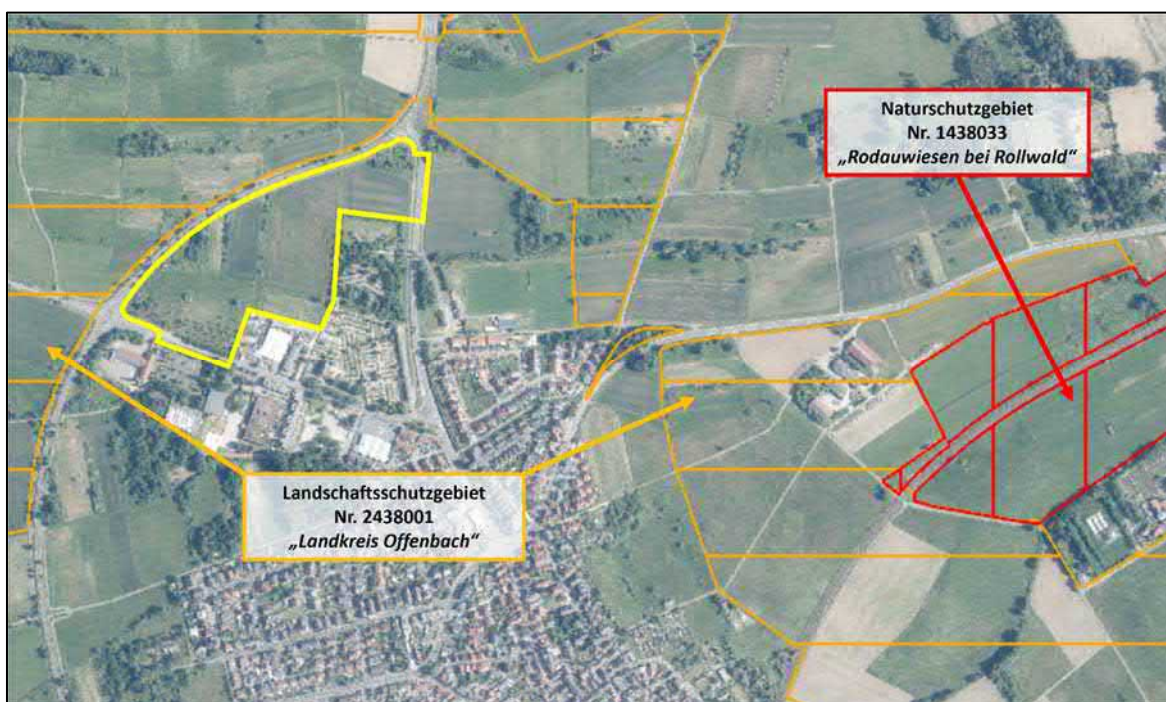 Naturschutzgebiet
Nr. 1438033
„Rodauwiesen bei Rollwald“
Landschaftsschutzgebiet
Nr. 2438001
„Landkreis Offenbach“